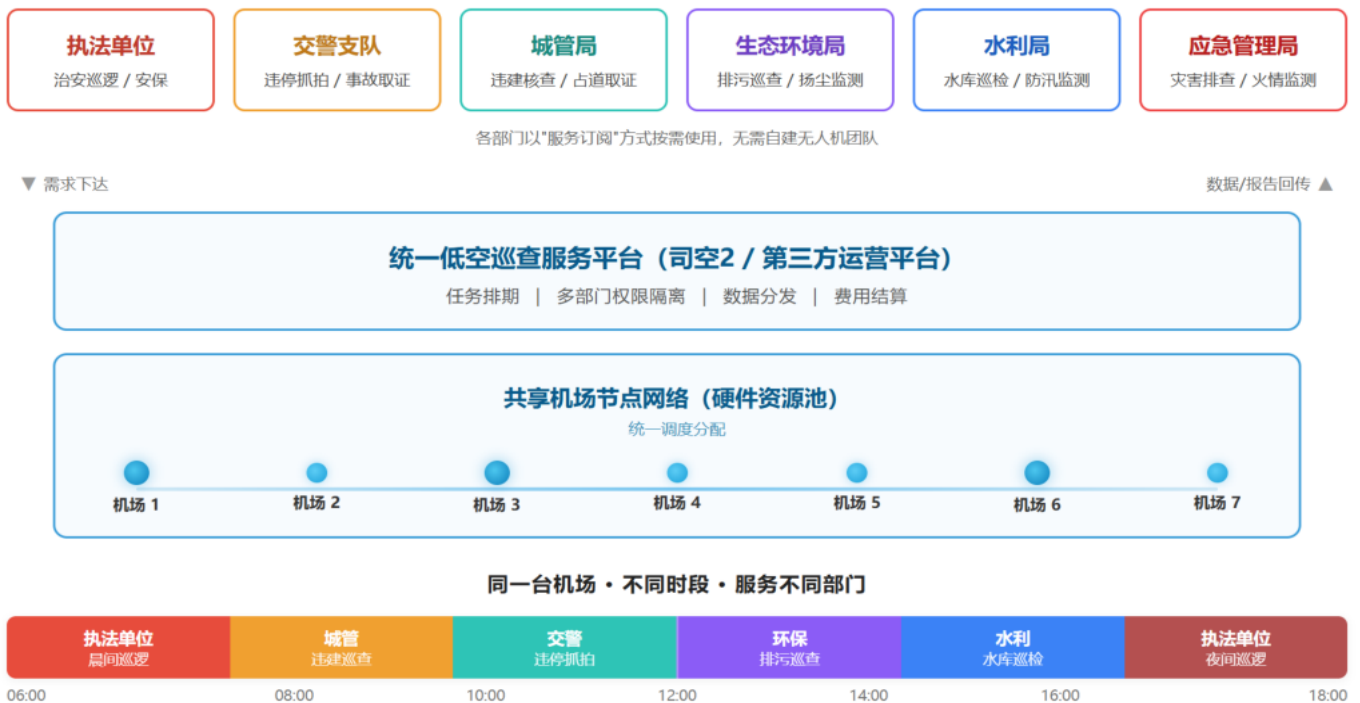 执法单位
治安巡逻 / 安保
交警支队
违停抓拍 / 事故取证
城管局
违建核查 / 占道取证
生态环境局
排污巡查 / 扬尘监测
水利局
水库巡检 / 防汛监测
应急管理局
灾害排查 / 火情监测
各部门以"服务订阅"方式按需使用，无需自建无人机团队
▼ 需求下达
数据/报告回传 ▲
统一低空巡查服务平台（司空2 / 第三方运营平台）
任务排期 | 多部门权限隔离 | 数据分发 | 费用结算
共享机场节点网络（硬件资源池）
统一调度分配
机场 1
机场 2
机场 3
机场 4
机场 5
机场 6
机场 7
同一台机场 · 不同时段 · 服务不同部门
执法单位
晨间巡逻
城管
违建巡查
交警
违停抓拍
环保
排污巡查
水利
水库巡检
执法单位
夜间巡逻
06:00
08:00
10:00
12:00
14:00
16:00
18:00